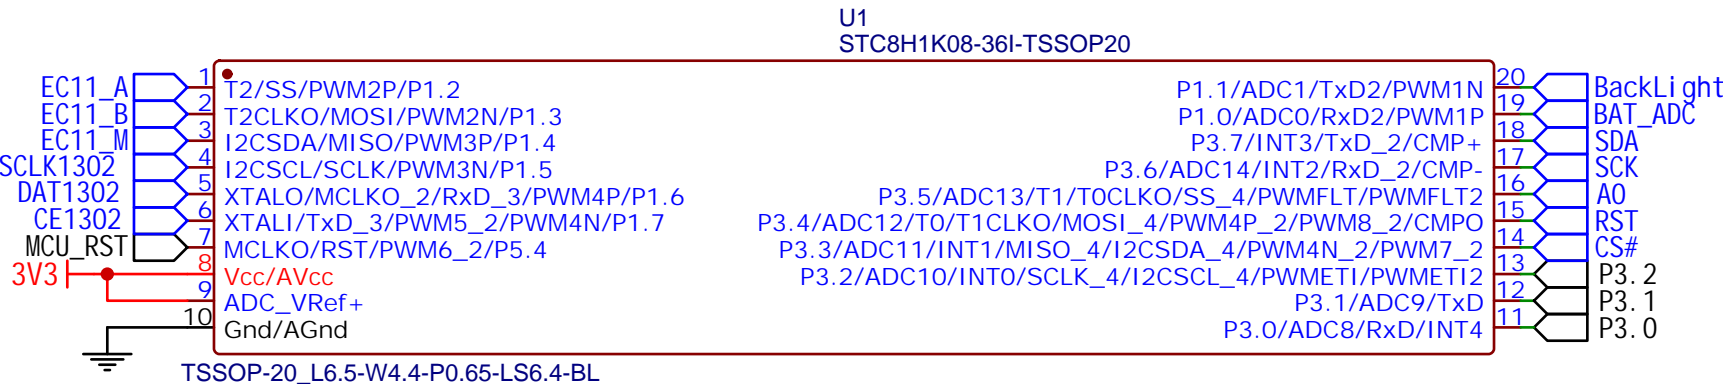 U1
STC8H1K08-36I-TSSOP20
EC11_A 1 T2/SS/PWM2P/P1.2 P1.1/ADC1/TxD2/PWM1N 20 BackLight
EC11_B 2 T2CLKO/MOSI/PWM2N/P1.3 P1.0/ADC0/RxD2/PWM1P 19 BAT_ADC
EC11_M 3 I2CSDA/MISO/PWM3P/P1.4 P3.7/INT3/TxD_2/CMP+ 18 SDA
SCLK1302 4 I2CSCL/SCLK/PWM3N/P1.5 P3.6/ADC14/INT2/RxD_2/CMP- 17 SCK
DAT1302 5 XTALO/MCLKO_2/RxD_3/PWM4P/P1.6 P3.5/ADC13/T1/T0CLKO/SS_4/PWMFLT/PWMFLT2 16 A0
CE1302 6 XTALI/TxD_3/PWM5_2/PWM4N/P1.7 P3.4/ADC12/T0/T1CLKO/MOSI_4/PWM4P_2/PWM8_2/CMPO 15 RST
MCU_RST 7 MCLKO/RST/PWM6_2/P5.4 P3.3/ADC11/INT1/MISO_4/I2CSDA_4/PWM4N_2/PWM7_2 14 CS#
3V3 8 Vcc/AVcc P3.2/ADC10/INT0/SCLK_4/I2CSCL_4/PWMETI/PWMETI2 13 P3.2
9 ADC_VRef+ P3.1/ADC9/TxD 12 P3.1
10 Gnd/AGnd P3.0/ADC8/RxD/INT4 11 P3.0
TSSOP-20_L6.5-W4.4-P0.65-LS6.4-BL